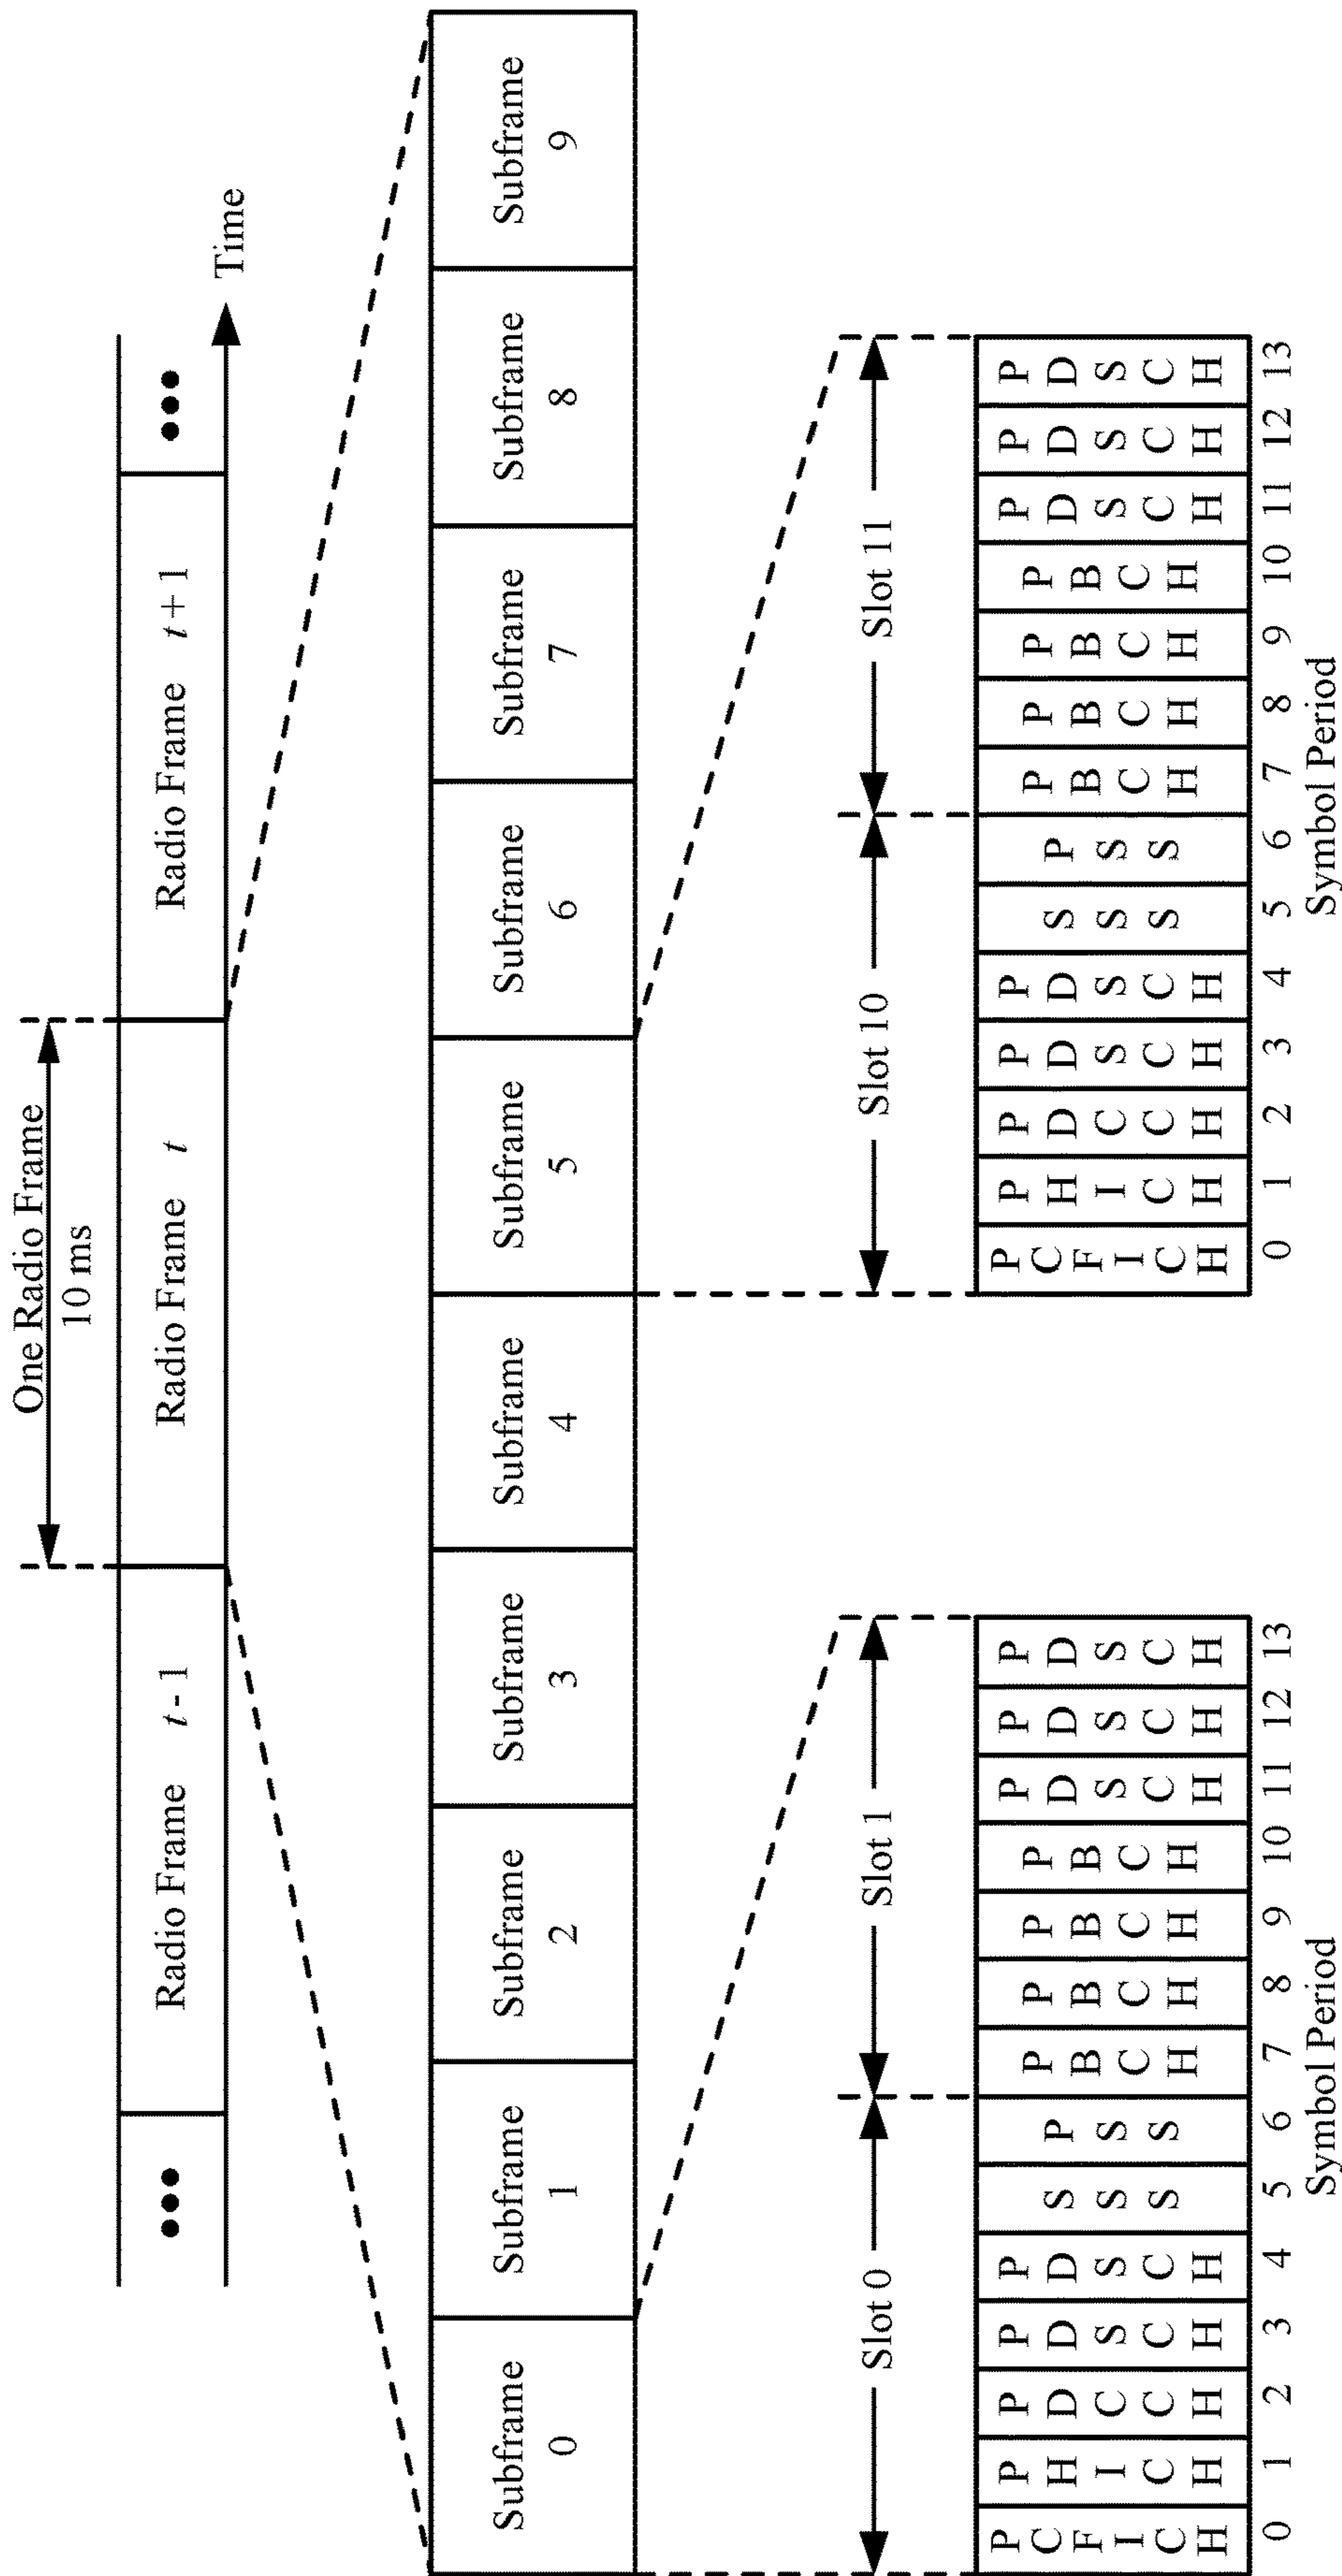 One Radio Frame
10 ms
•••
Radio Frame t - 1
Radio Frame t
Radio Frame t + 1
•••
Time
Subframe
0
Subframe
1
Subframe
2
Subframe
3
Subframe
4
Subframe
5
Subframe
6
Subframe
7
Subframe
8
Subframe
9
Slot 0
Slot 1
PCFICH
PHICH
PDCCH
PDSCH
PDSCH
SSS
PSS
PBCH
PBCH
PBCH
PBCH
PDSCH
PDSCH
PDSCH
0 1 2 3 4 5 6 7 8 9 10 11 12 13
Symbol Period
Slot 10
Slot 11
PCFICH
PHICH
PDCCH
PDSCH
PDSCH
SSS
PSS
PBCH
PBCH
PBCH
PBCH
PDSCH
PDSCH
PDSCH
0 1 2 3 4 5 6 7 8 9 10 11 12 13
Symbol Period